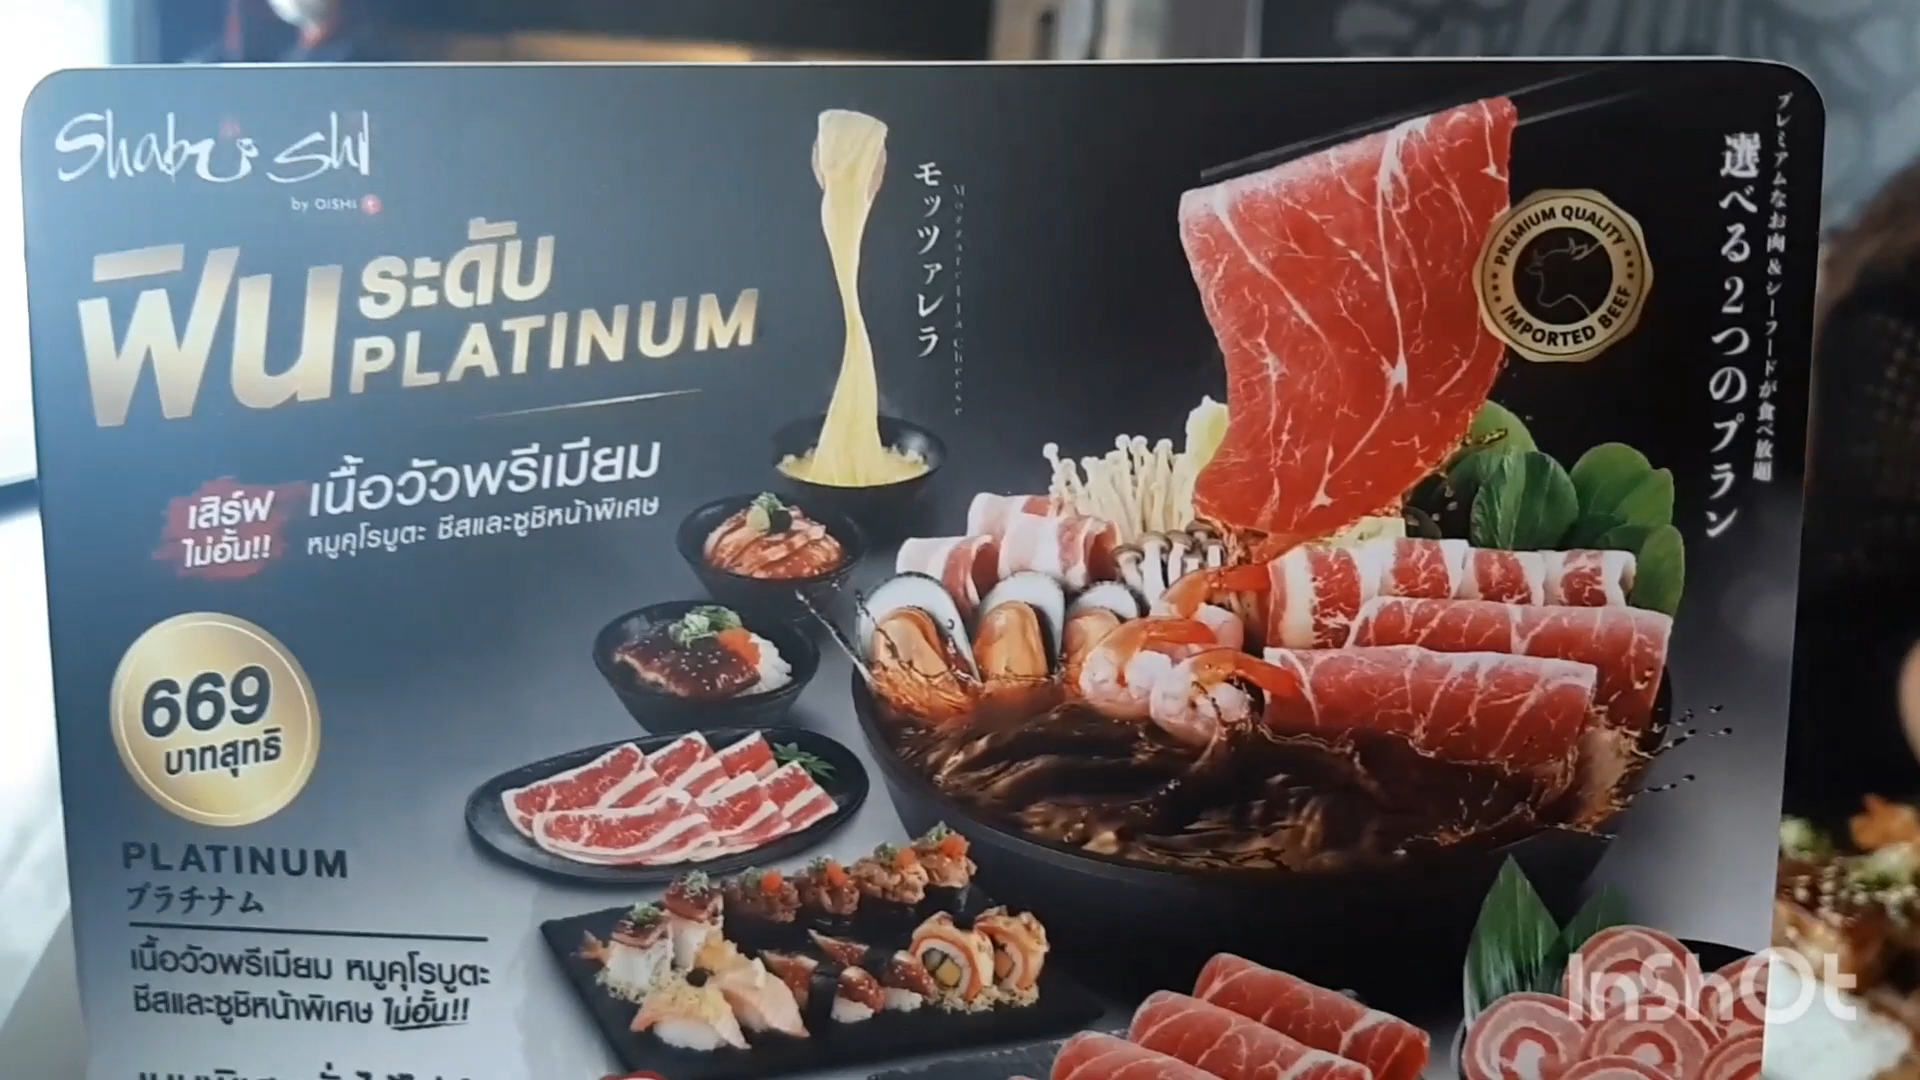 Shabu shi
by OISHI
ฟินระดับ
PLATINUM
เสิร์ฟ
ไม่อั้น!!
เนื้อวัวพรีเมียม
หมูคุโรบูตะ ชีสและซูชิหน้าพิเศษ
669
บาทสุทธิ
PLATINUM
プラチナム
เนื้อวัวพรีเมียม หมูคุโรบูตะ
ชีสและซูชิหน้าพิเศษ ไม่อั้น!!
モッツァレラ
Mozzarella Cheese
PREMIUM QUALITY
IMPORTED BEEF
プレミアムなお肉&シーフードが食べ放題
選べる2つのプラン
InShOt